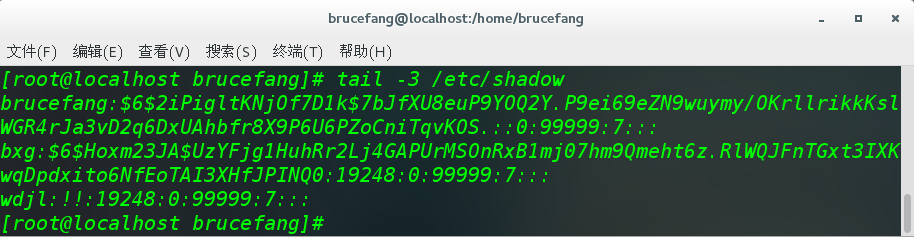 brucefang@localhost:/home/brucefang
文件(F) 编辑(E) 查看(V) 搜索(S) 终端(T) 帮助(H)
[root@localhost brucefang]# tail -3 /etc/shadow
brucefang:$6$2iPigltKNjOf7D1k$7bJfXU8euP9YOQ2Y.P9ei69eZN9wuymy/OKrllrikkKsl
WGR4rJa3vD2q6DxUAhbfr8X9P6U6PZoCniTqvKOS.::0:99999:7:::
bxg:$6$Hoxm23JA$UzYFjg1HuhRr2Lj4GAPUrMSOnRxB1mj07hm9Qmeht6z.RlWQJFnTGxt3IXK
wqDpdxito6NfEoTAI3XHfJPINQ0:19248:0:99999:7:::
wdjl:!!:19248:0:99999:7:::
[root@localhost brucefang]#